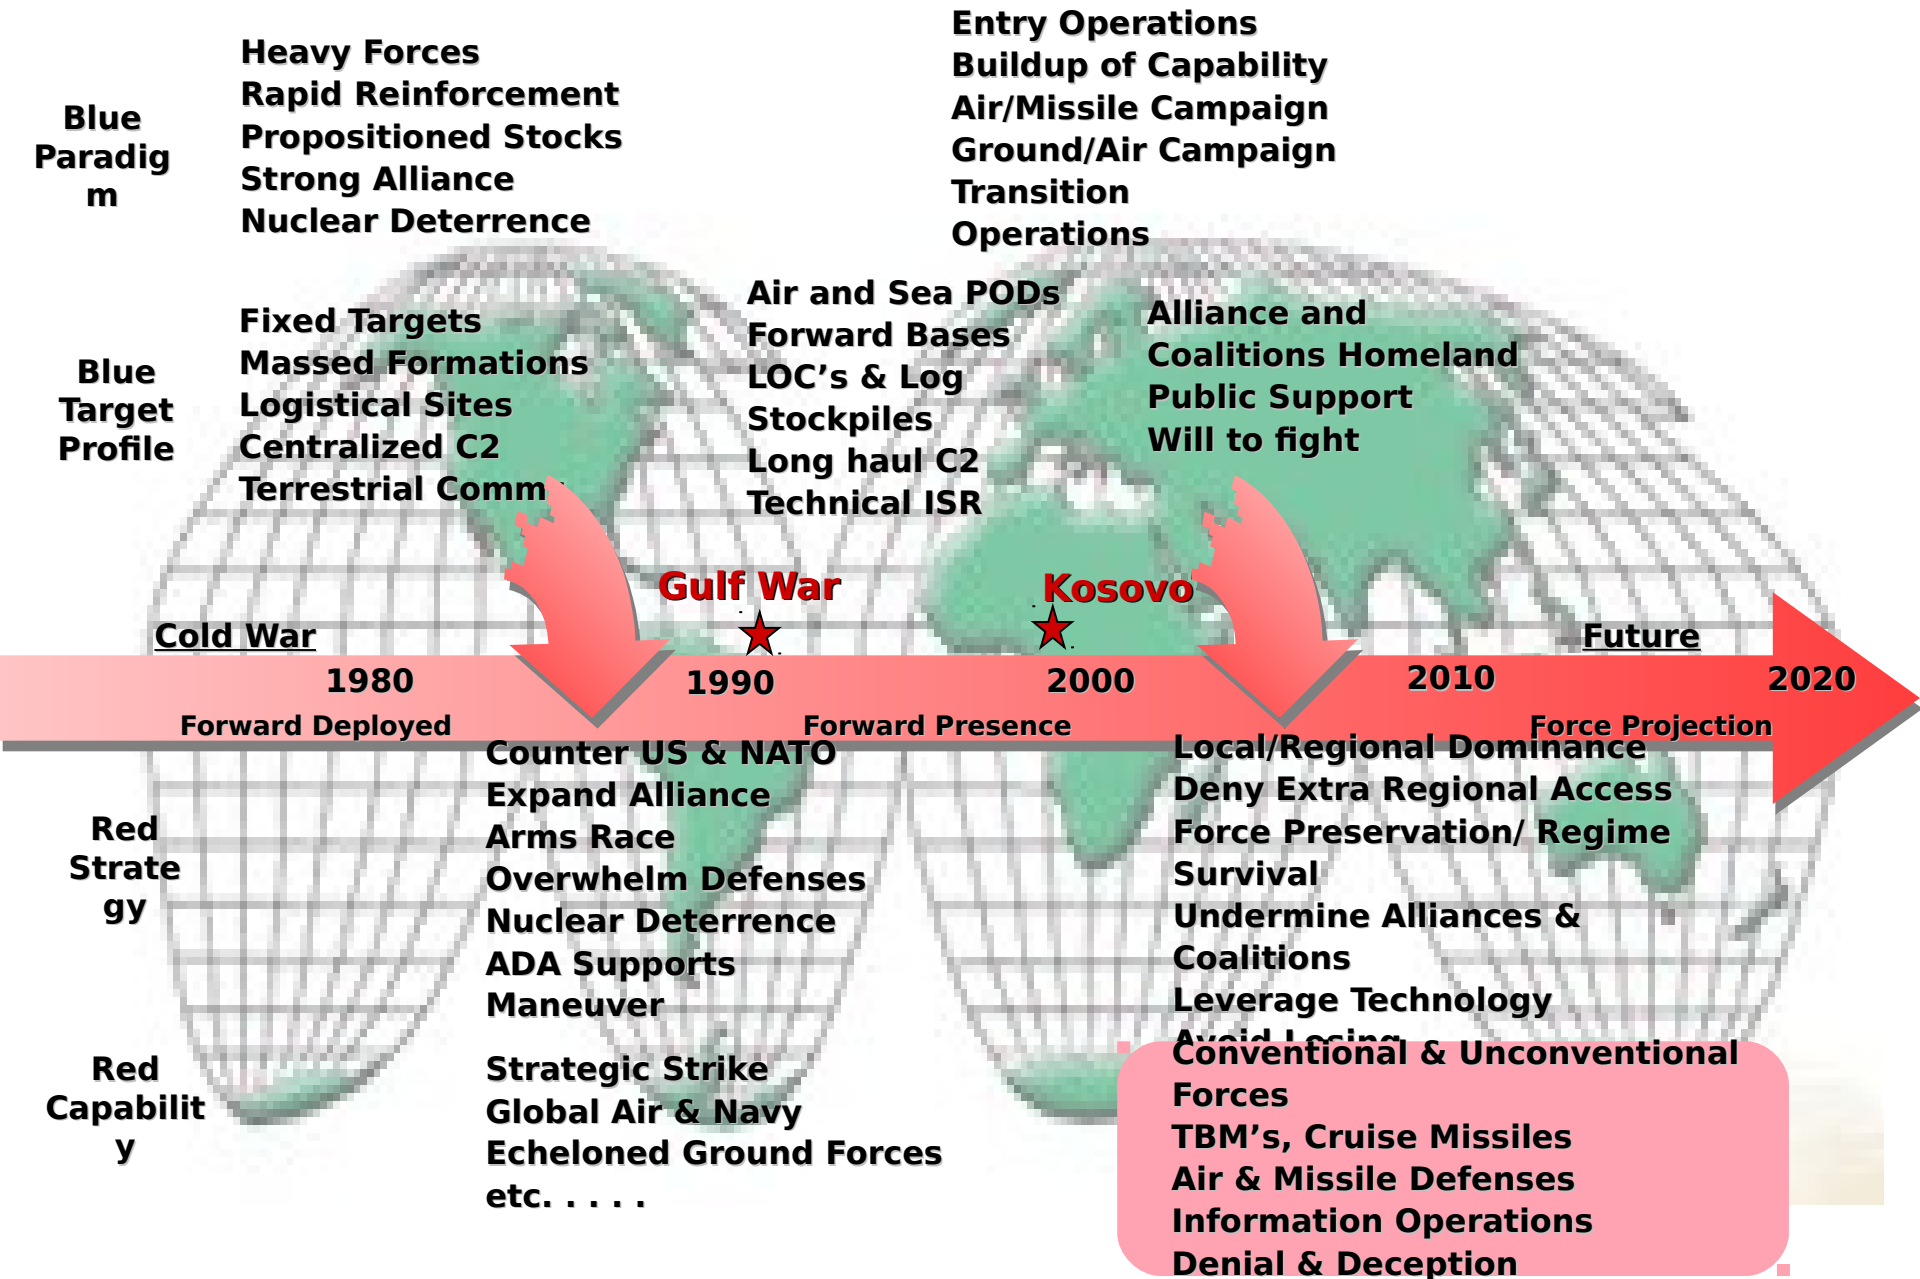 Blue
Paradig
m
Heavy Forces
Rapid Reinforcement
Propositioned Stocks
Strong Alliance
Nuclear Deterrence
Entry Operations
Buildup of Capability
Air/Missile Campaign
Ground/Air Campaign
Transition
Operations
Blue
Target
Profile
Fixed Targets
Massed Formations
Logistical Sites
Centralized C2
Terrestrial Comm
Air and Sea PODs
Forward Bases
LOC’s & Log
Stockpiles
Long haul C2
Technical ISR
Alliance and
Coalitions Homeland
Public Support
Will to fight
Gulf War
Kosovo
Cold War
Future
1980
1990
2000
2010
2020
Forward Deployed
Forward Presence
Force Projection
Red
Strate
gy
Counter US & NATO
Expand Alliance
Arms Race
Overwhelm Defenses
Nuclear Deterrence
ADA Supports
Maneuver
Local/Regional Dominance
Deny Extra Regional Access
Force Preservation/ Regime
Survival
Undermine Alliances &
Coalitions
Leverage Technology
Avoid Losing
Red
Capabilit
y
Strategic Strike
Global Air & Navy
Echeloned Ground Forces
etc. . . . .
Conventional & Unconventional
Forces
TBM’s, Cruise Missiles
Air & Missile Defenses
Information Operations
Denial & Deception